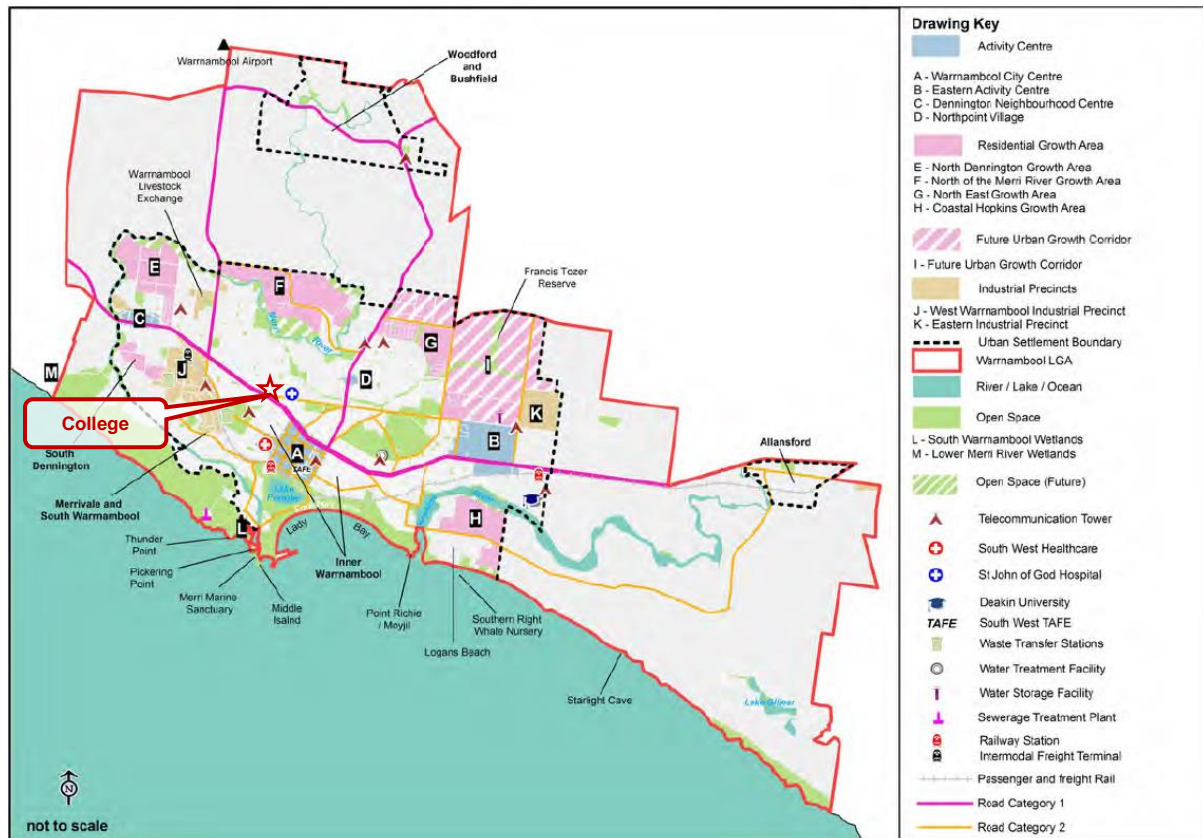 Warrnambool Airport
Woodford
and
Bushfield
Warrnambool
Livestock
Exchange
Francis Tozer
Reserve
E
F
C
G
I
D
J
M
K
B
A
TAFE
H
L
Merri
River
College
South
Dennington
Merrivale and
South Warrnambool
Lake
Pertobe
Lady
Bay
Thunder
Point
Pickering
Point
Merri Marine
Sanctuary
Middle
Isalnd
Inner
Warrnambool
Point Richie
/ Moyjil
Logans Beach
Southern Right
Whale Nursery
Allansford
Starlight Cave
Lake Gilmer
N
not to scale
Drawing Key
Activity Centre
A - Warrnambool City Centre
B - Eastern Activity Centre
C - Dennington Neighbourhood Centre
D - Northpoint Village
Residential Growth Area
E - North Dennington Growth Area
F - North of the Merri River Growth Area
G - North East Growth Area
H - Coastal Hopkins Growth Area
Future Urban Growth Corridor
I - Future Urban Growth Corridor
Industrial Precincts
J - West Warrnambool Industrial Precinct
K - Eastern Industrial Precinct
Urban Settlement Boundary
Warrnambool LGA
River / Lake / Ocean
Open Space
L - South Warrnambool Wetlands
M - Lower Merri River Wetlands
Open Space (Future)
Telecommunication Tower
South West Healthcare
St John of God Hospital
Deakin University
TAFE South West TAFE
Waste Transfer Stations
Water Treatment Facility
Water Storage Facility
Sewerage Treatment Plant
Railway Station
Intermodal Freight Terminal
Passenger and freight Rail
Road Category 1
Road Category 2